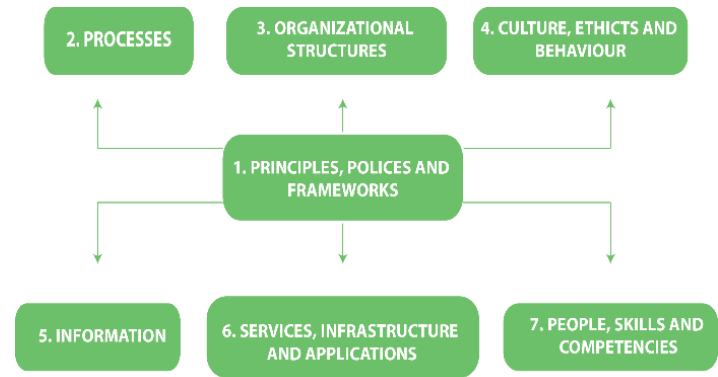 2. PROCESSES
3. ORGANIZATIONAL
STRUCTURES
4. CULTURE, ETHICTS AND
BEHAVIOUR
1. PRINCIPLES, POLICES AND
FRAMEWORKS
5. INFORMATION
6. SERVICES, INFRASTRUCTURE
AND APPLICATIONS
7. PEOPLE, SKILLS AND
COMPETENCIES